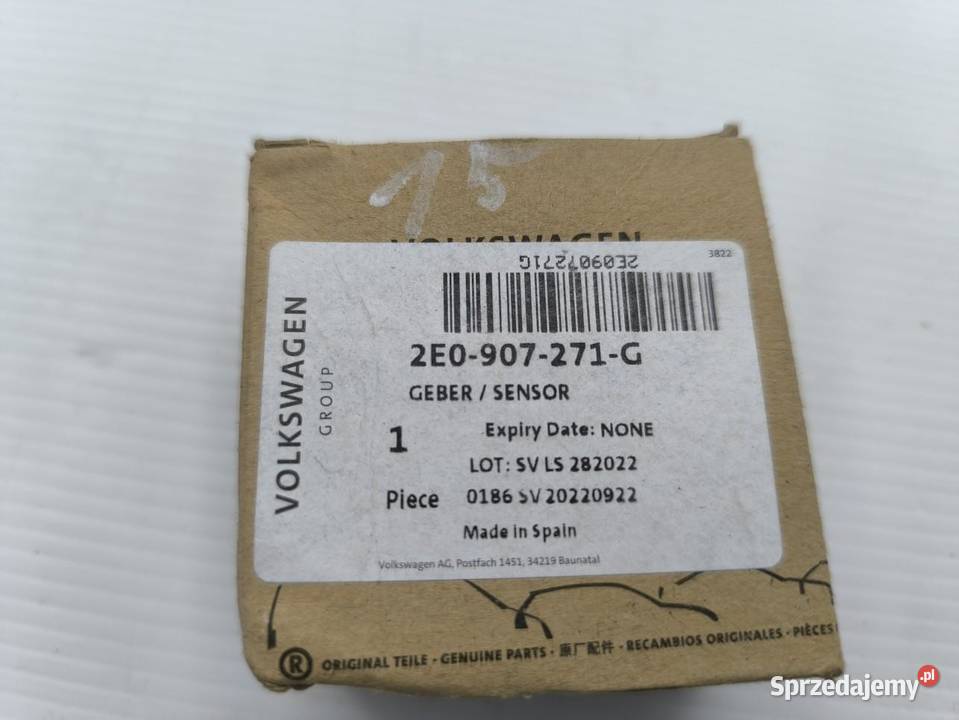 15
VOLKSWAGEN
3822
2E0907271G
2E0-907-271-G
GEBER / SENSOR
VOLKSWAGEN
GROUP
1
Expiry Date: NONE
LOT: SV LS 282022
Piece
0186 SV 20220922
Made in Spain
Volkswagen AG, Postfach 1451, 34219 Baunatal
® ORIGINAL TEILE · GENUINE PARTS · 原厂配件 · RECAMBIOS ORIGINALES · PIÈCES
Sprzedajemy.pl